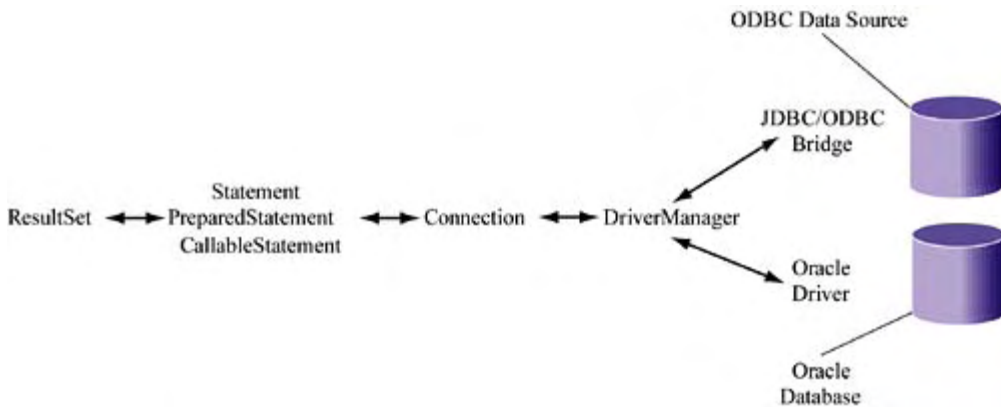 ODBC Data Source
JDBC/ODBC
Bridge
Statement
ResultSet PreparedStatement Connection DriverManager
CallableStatement
Oracle
Driver
Oracle
Database